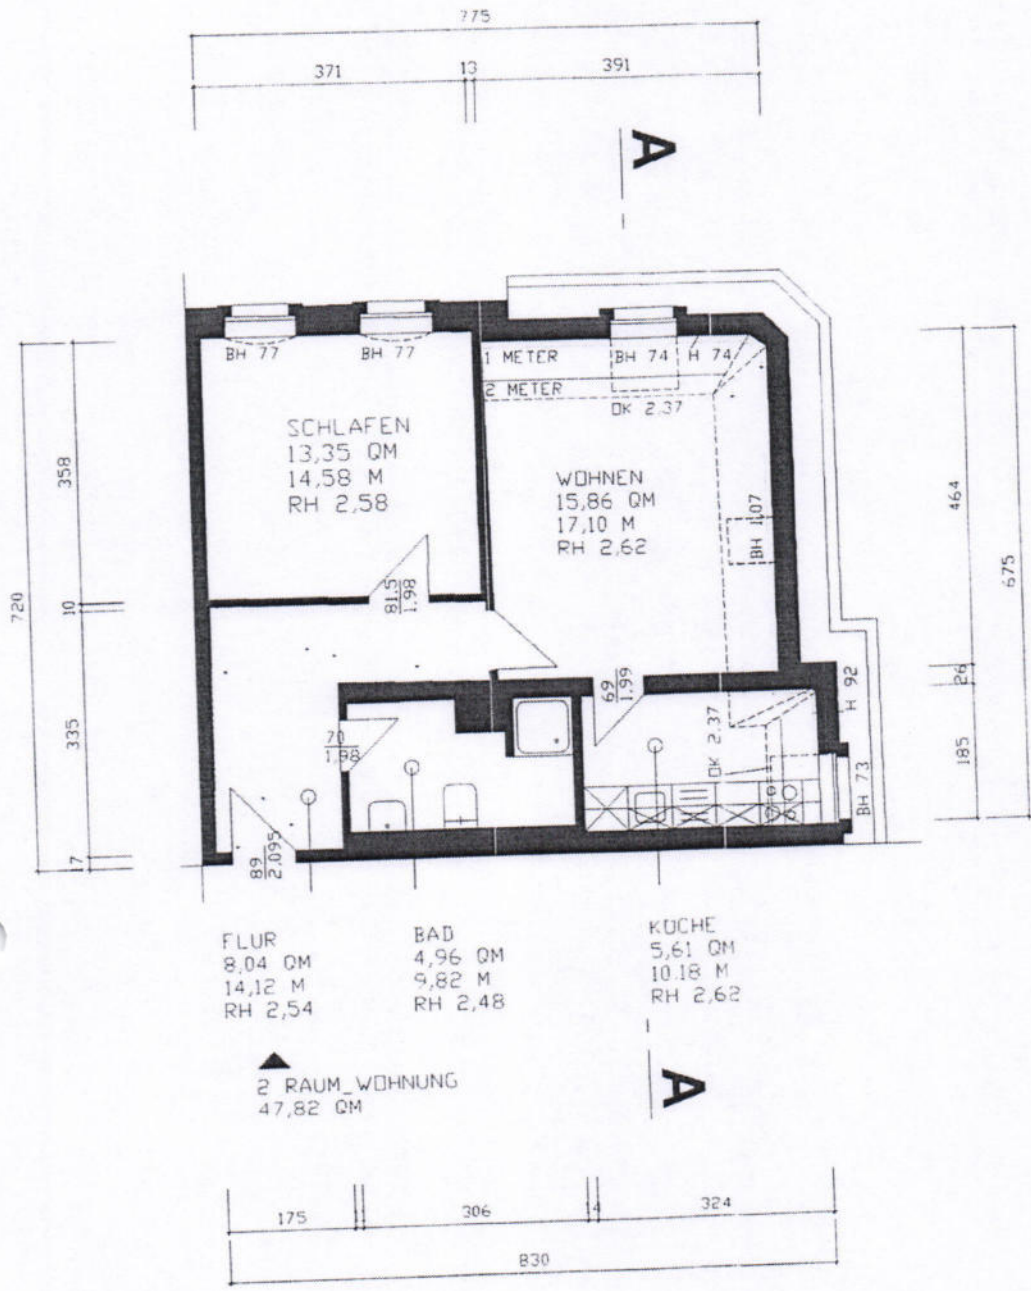 775
371 13 391
A
BH 77
BH 77
1 METER
BH 74
H 74
2 METER
OK 2,37
SCHLAFEN
13,35 QM
14,58 M
RH 2,58
WOHNEN
15,86 QM
17,10 M
RH 2,62
BH 1,07
358
10
335
17
720
464
26
185
675
81.5
1.98
69
1.99
70
1.98
OK 2,37
H 92
BH 73
89
2.095
FLUR
8,04 QM
14,12 M
RH 2,54
BAD
4,96 QM
9,82 M
RH 2,48
KÜCHE
5,61 QM
10.18 M
RH 2,62
2 RAUM_WOHNUNG
47,82 QM
A
175 306 14 324
830